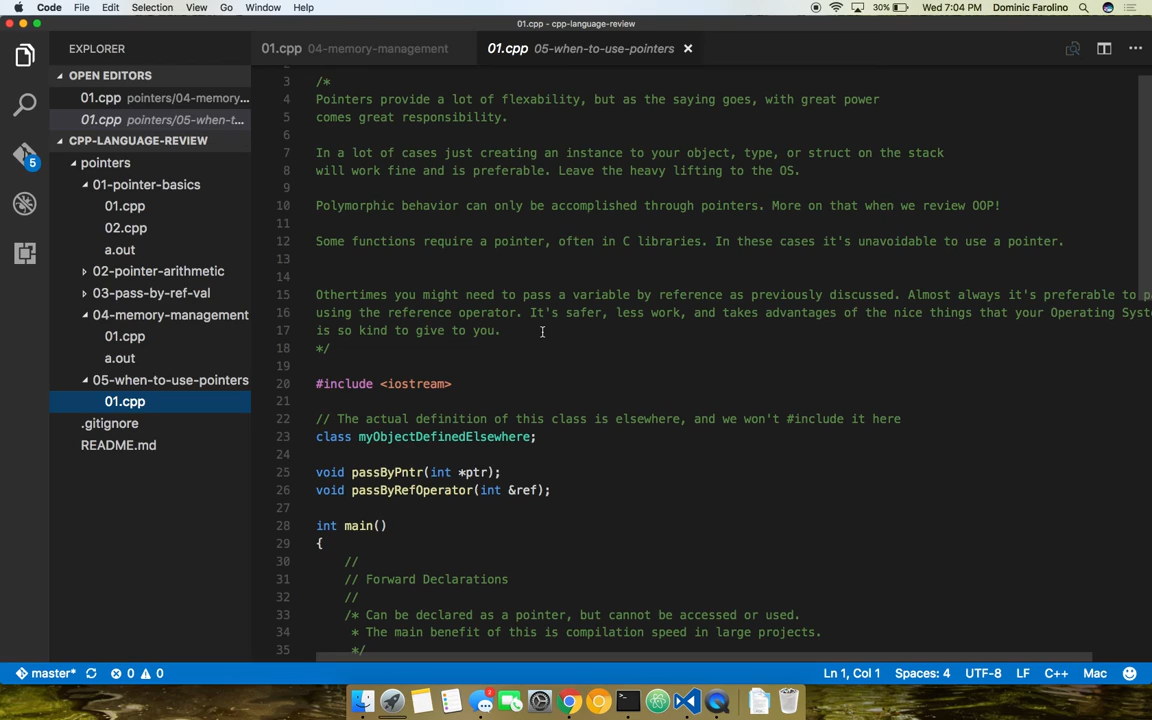 Code File Edit Selection View Go Window Help 30% Wed 7:04 PM Dominic Farolino
01.cpp - cpp-language-review
EXPLORER
01.cpp 04-memory-management
01.cpp 05-when-to-use-pointers
OPEN EDITORS
01.cpp pointers/04-memory...
01.cpp pointers/05-when-t...
CPP-LANGUAGE-REVIEW
pointers
01-pointer-basics
01.cpp
02.cpp
a.out
02-pointer-arithmetic
03-pass-by-ref-val
04-memory-management
01.cpp
a.out
05-when-to-use-pointers
01.cpp
.gitignore
README.md
5
3 /*
4 Pointers provide a lot of flexability, but as the saying goes, with great power
5 comes great responsibility.
6
7 In a lot of cases just creating an instance to your object, type, or struct on the stack
8 will work fine and is preferable. Leave the heavy lifting to the OS.
9
10 Polymorphic behavior can only be accomplished through pointers. More on that when we review OOP!
11
12 Some functions require a pointer, often in C libraries. In these cases it's unavoidable to use a pointer.
13
14
15 Othertimes you might need to pass a variable by reference as previously discussed. Almost always it's preferable to
16 using the reference operator. It's safer, less work, and takes advantages of the nice things that your Operating Syst
17 is so kind to give to you.
18 */
19
20 #include <iostream>
21
22 // The actual definition of this class is elsewhere, and we won't #include it here
23 class myObjectDefinedElsewhere;
24
25 void passByPntr(int *ptr);
26 void passByRefOperator(int &ref);
27
28 int main()
29 {
30 //
31 // Forward Declarations
32 //
33 /* Can be declared as a pointer, but cannot be accessed or used.
34 * The main benefit of this is compilation speed in large projects.
35 */
master* 0 0 Ln 1, Col 1 Spaces: 4 UTF-8 LF C++ Mac